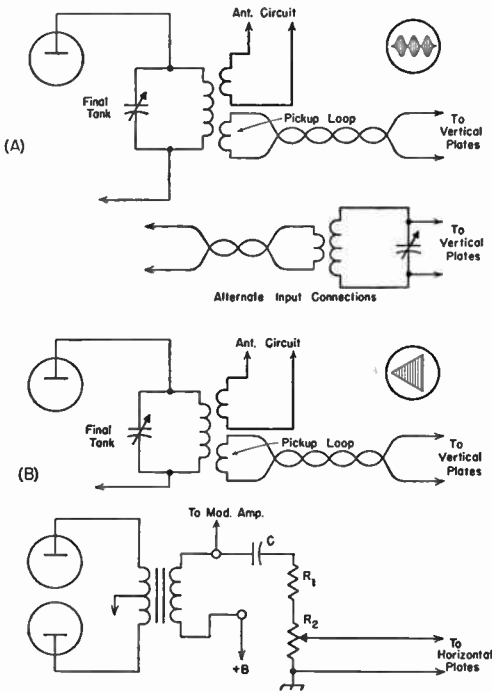 Ant. Circuit
Final
Tank
Pickup Loop
To
Vertical
Plates
(A)
To
Vertical
Plates
Alternate Input Connections
Ant. Circuit
Final
Tank
Pickup Loop
To
Vertical
Plates
(B)
To Mod. Amp.
C
R1
R2
+B
To
Horizontal
Plates